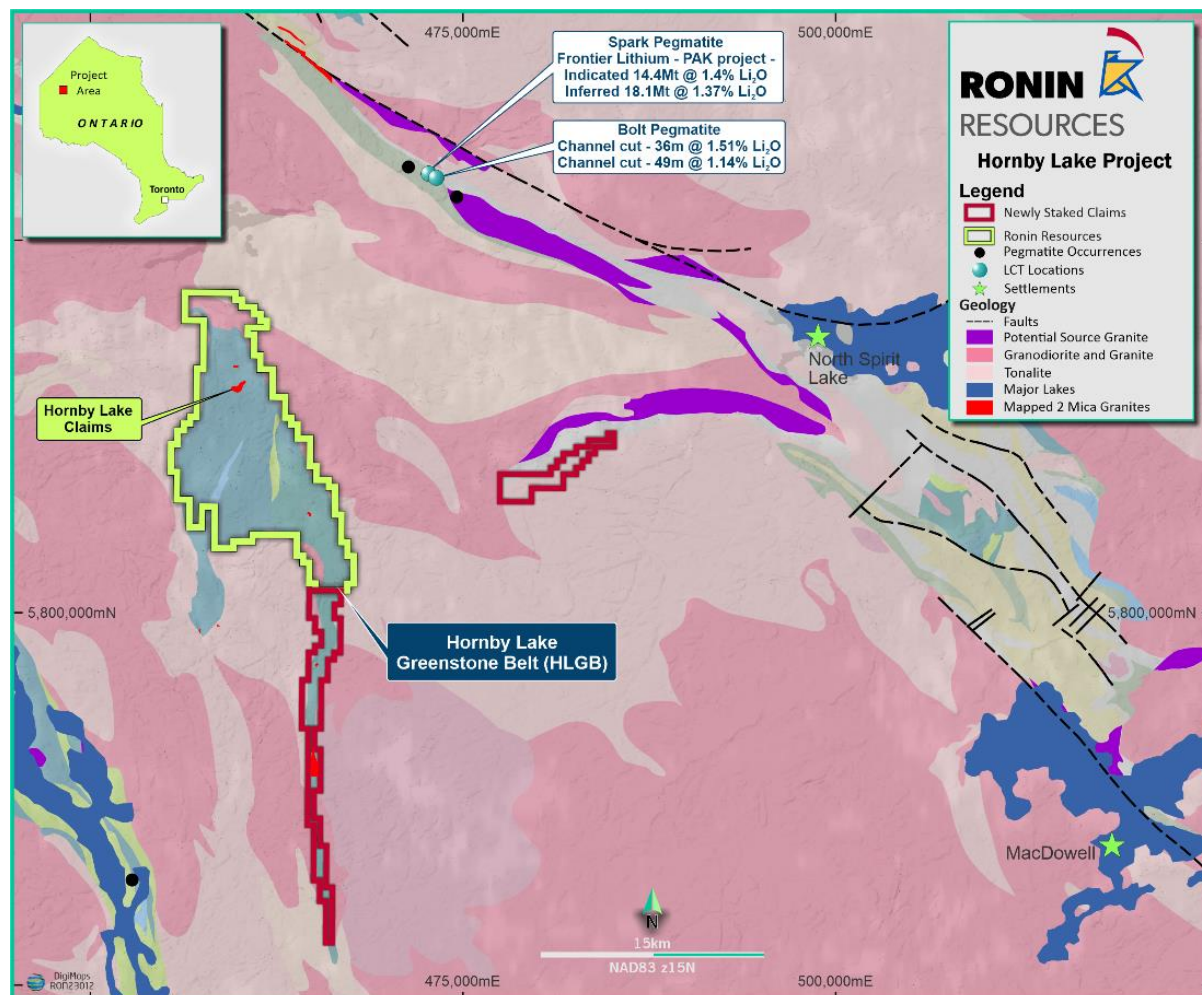 475,000mE
500,000mE
Project
Area
ONTARIO
Toronto
Spark Pegmatite
Frontier Lithium - PAK project -
Indicated 14.4Mt @ 1.4% Li₂O
Inferred 18.1Mt @ 1.37% Li₂O
Bolt Pegmatite
Channel cut - 36m @ 1.51% Li₂O
Channel cut - 49m @ 1.14% Li₂O
RONIN
RESOURCES
Hornby Lake Project
Legend
Newly Staked Claims
Ronin Resources
Pegmatite Occurrences
LCT Locations
Settlements
Geology
Faults
Potential Source Granite
Granodiorite and Granite
Tonalite
Major Lakes
Mapped 2 Mica Granites
North Spirit
Lake
Hornby Lake
Claims
5,800,000mN
5,800,000mN
Hornby Lake
Greenstone Belt (HLGB)
MacDowell
N
15km
NAD83 z15N
DigiMaps
RON23012
475,000mE
500,000mE